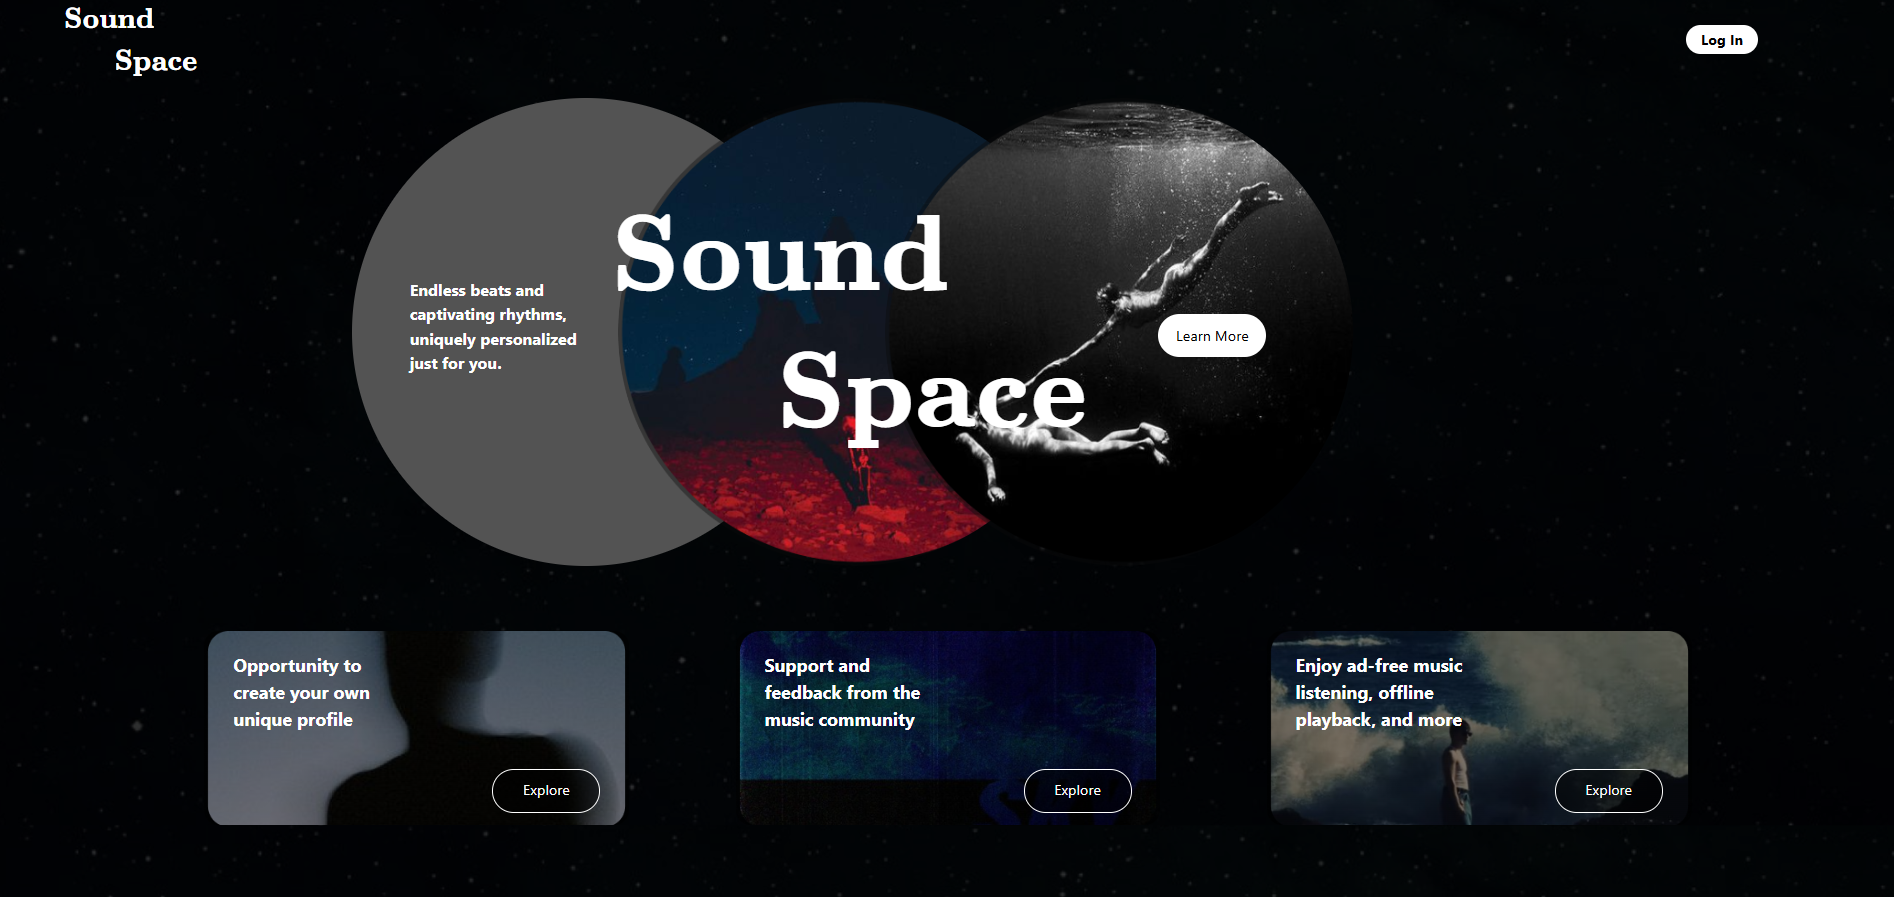 Sound
Space
Log In
Sound
Space
Endless beats and
captivating rhythms,
uniquely personalized
just for you.
Learn More
Opportunity to
create your own
unique profile
Explore
Support and
feedback from the
music community
Explore
Enjoy ad-free music
listening, offline
playback, and more
Explore